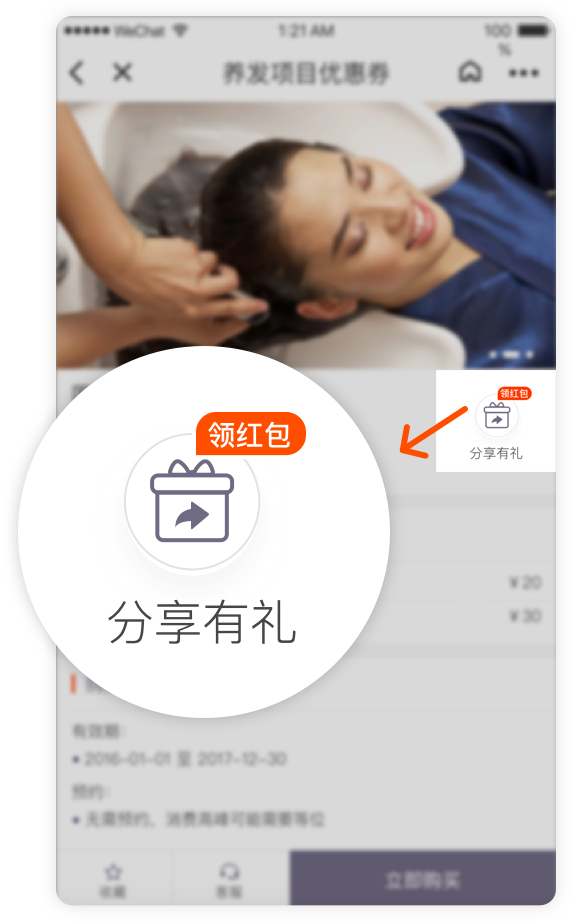 WeChat 1:21 AM 100
%
养发项目优惠券
领红包
分享有礼
领红包
分享有礼
¥20
¥30
有效期:
• 2016-01-01 至 2017-12-30
预约:
• 无需预约，消费高峰可能需要等位
收藏 客服 立即购买